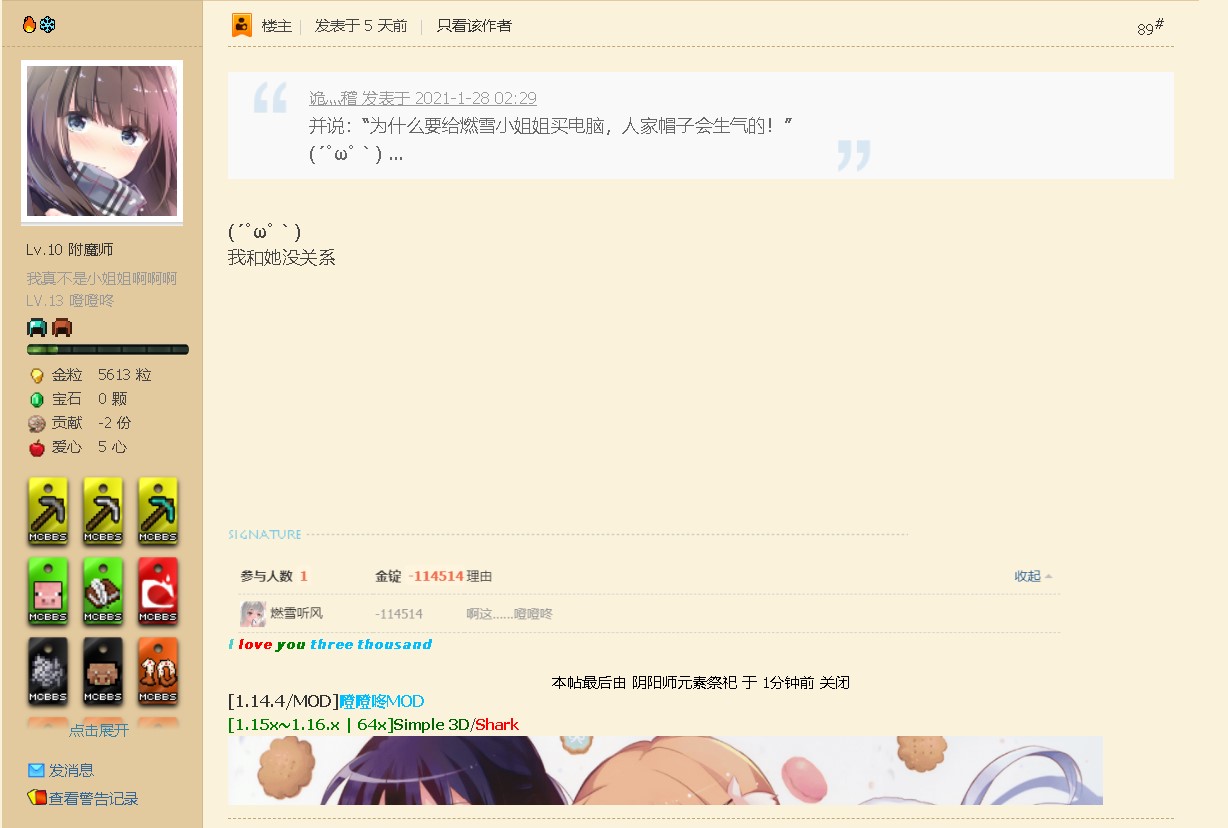 楼主 | 发表于 5 天前 | 只看该作者
89#
诡灬稽 发表于 2021-1-28 02:29
并说：“为什么要给燃雪小姐姐买电脑，人家帽子会生气的！”
(´ﾟωﾟ｀) ...
(´ﾟωﾟ｀)
我和她没关系
Lv.10 附魔师
我真不是小姐姐啊啊啊
LV.13 噔噔咚
金粒 5613 粒
宝石 0 颗
贡献 -2 份
爱心 5 心
MCBBS MCBBS MCBBS
MCBBS MCBBS MCBBS
10
MCBBS MCBBS MCBBS
点击展开
发消息
查看警告记录
SIGNATURE
参与人数 1 金锭 -114514 理由 收起
燃雪听风 -114514 啊这……噔噔咚
I love you three thousand
本帖最后由 阴阳师元素祭祀 于 1分钟前 关闭
[1.14.4/MOD]噔噔咚MOD
[1.15x~1.16.x | 64x]Simple 3D/Shark